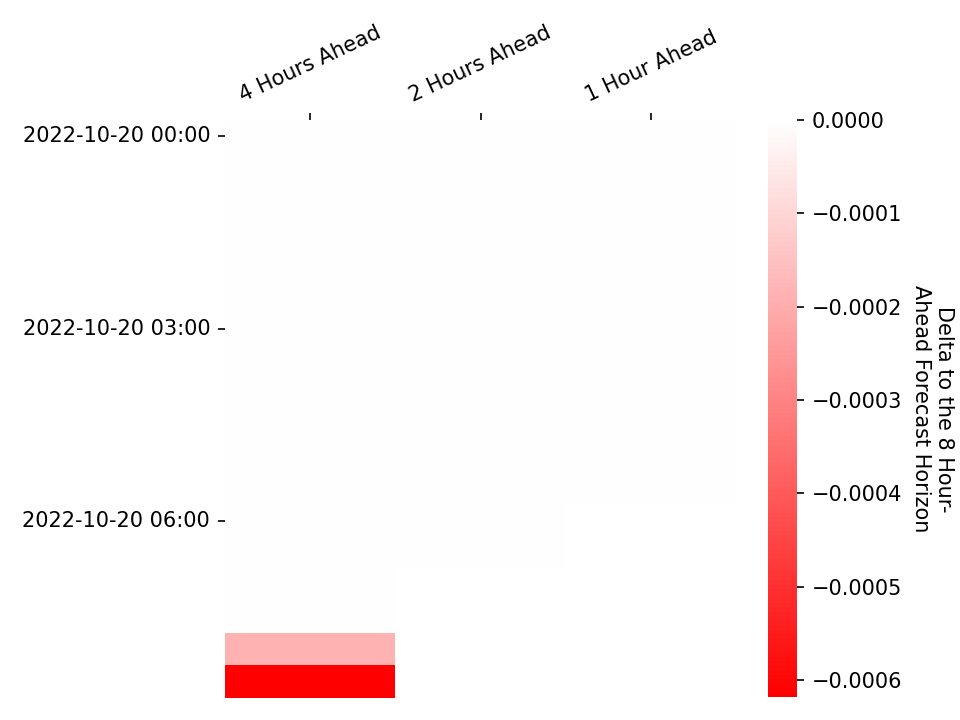 4 Hours Ahead
2 Hours Ahead
1 Hour Ahead
2022-10-20 00:00
2022-10-20 03:00
2022-10-20 06:00
0.0000
−0.0001
−0.0002
−0.0003
−0.0004
−0.0005
−0.0006
Delta to the 8 Hour-
Ahead Forecast Horizon